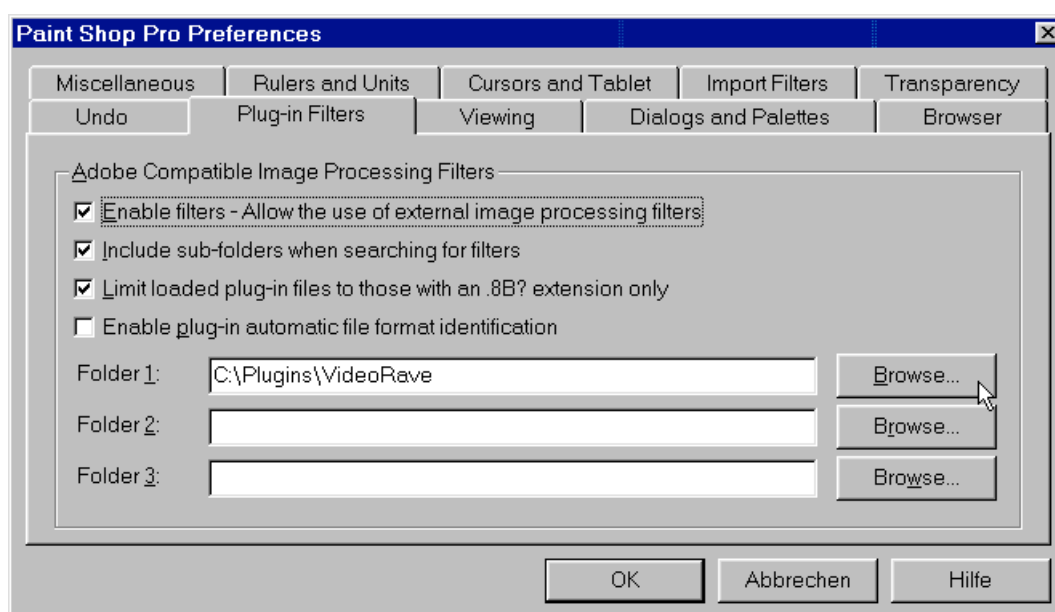 Paint Shop Pro Preferences
Miscellaneous Rulers and Units Cursors and Tablet Import Filters Transparency
Undo Plug-in Filters Viewing Dialogs and Palettes Browser
Adobe Compatible Image Processing Filters
Enable filters - Allow the use of external image processing filters
Include sub-folders when searching for filters
Limit loaded plug-in files to those with an .8B? extension only
Enable plug-in automatic file format identification
Folder 1: C:\Plugins\VideoRave Browse...
Folder 2: Browse...
Folder 3: Browse...
OK Abbrechen Hilfe